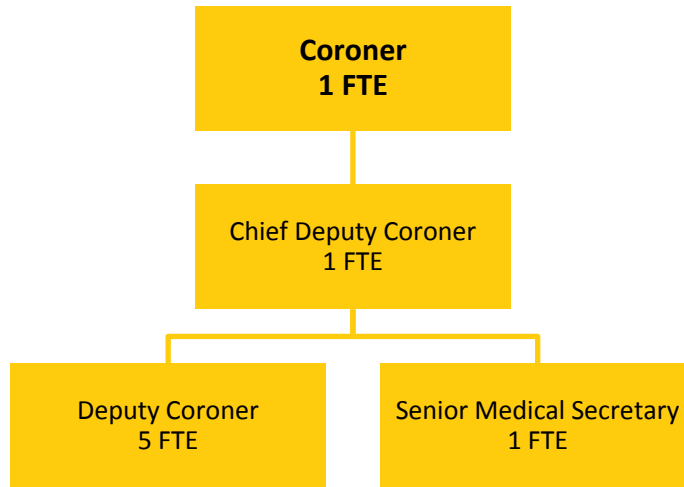 Coroner
1 FTE
Chief Deputy Coroner
1 FTE
Deputy Coroner
5 FTE
Senior Medical Secretary
1 FTE